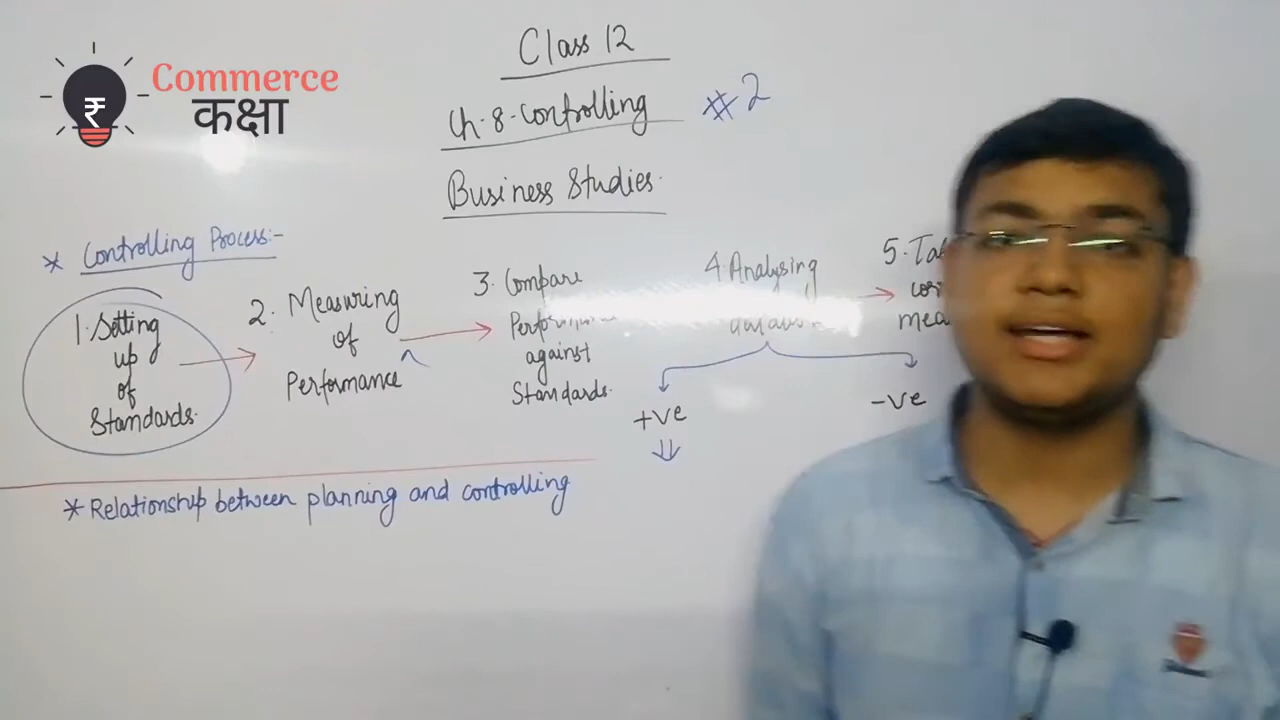 ₹
Commerce
कक्षा
Class 12
Ch. 8. Controlling #2
Business Studies.
* Controlling Process:-
1. Setting
up
of
Standards.
2. Measuring
of
Performance
3. Compare
against
Standards.
4. Analysing
+ve
-ve
5.
* Relationship between planning and controlling